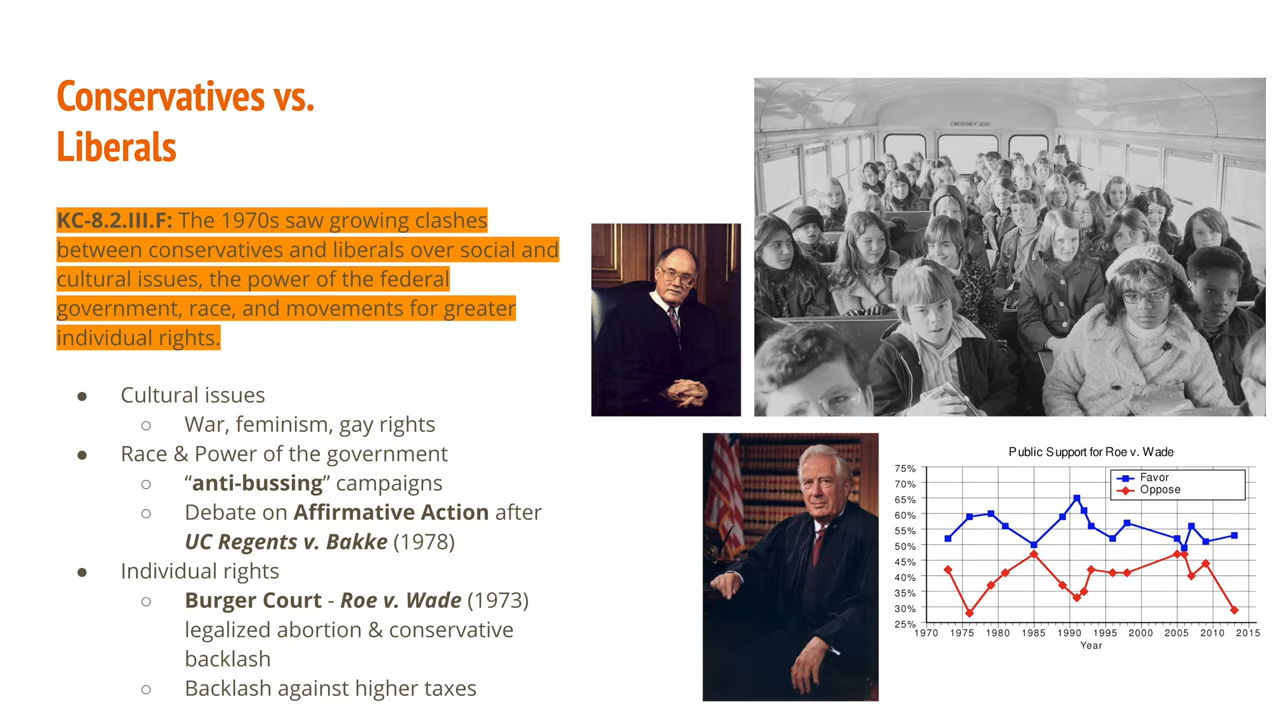 Conservatives vs.
Liberals
KC-8.2.III.F: The 1970s saw growing clashes
between conservatives and liberals over social and
cultural issues, the power of the federal
government, race, and movements for greater
individual rights.
● Cultural issues
○ War, feminism, gay rights
● Race & Power of the government
○ “anti-bussing” campaigns
○ Debate on Affirmative Action after
UC Regents v. Bakke (1978)
● Individual rights
○ Burger Court - Roe v. Wade (1973)
legalized abortion & conservative
backlash
○ Backlash against higher taxes
EMERGENCY DOOR
Public Support for Roe v. Wade
Favor
Oppose
75%
70%
65%
60%
55%
50%
45%
40%
35%
30%
25%
1970 1975 1980 1985 1990 1995 2000 2005 2010 2015
Year